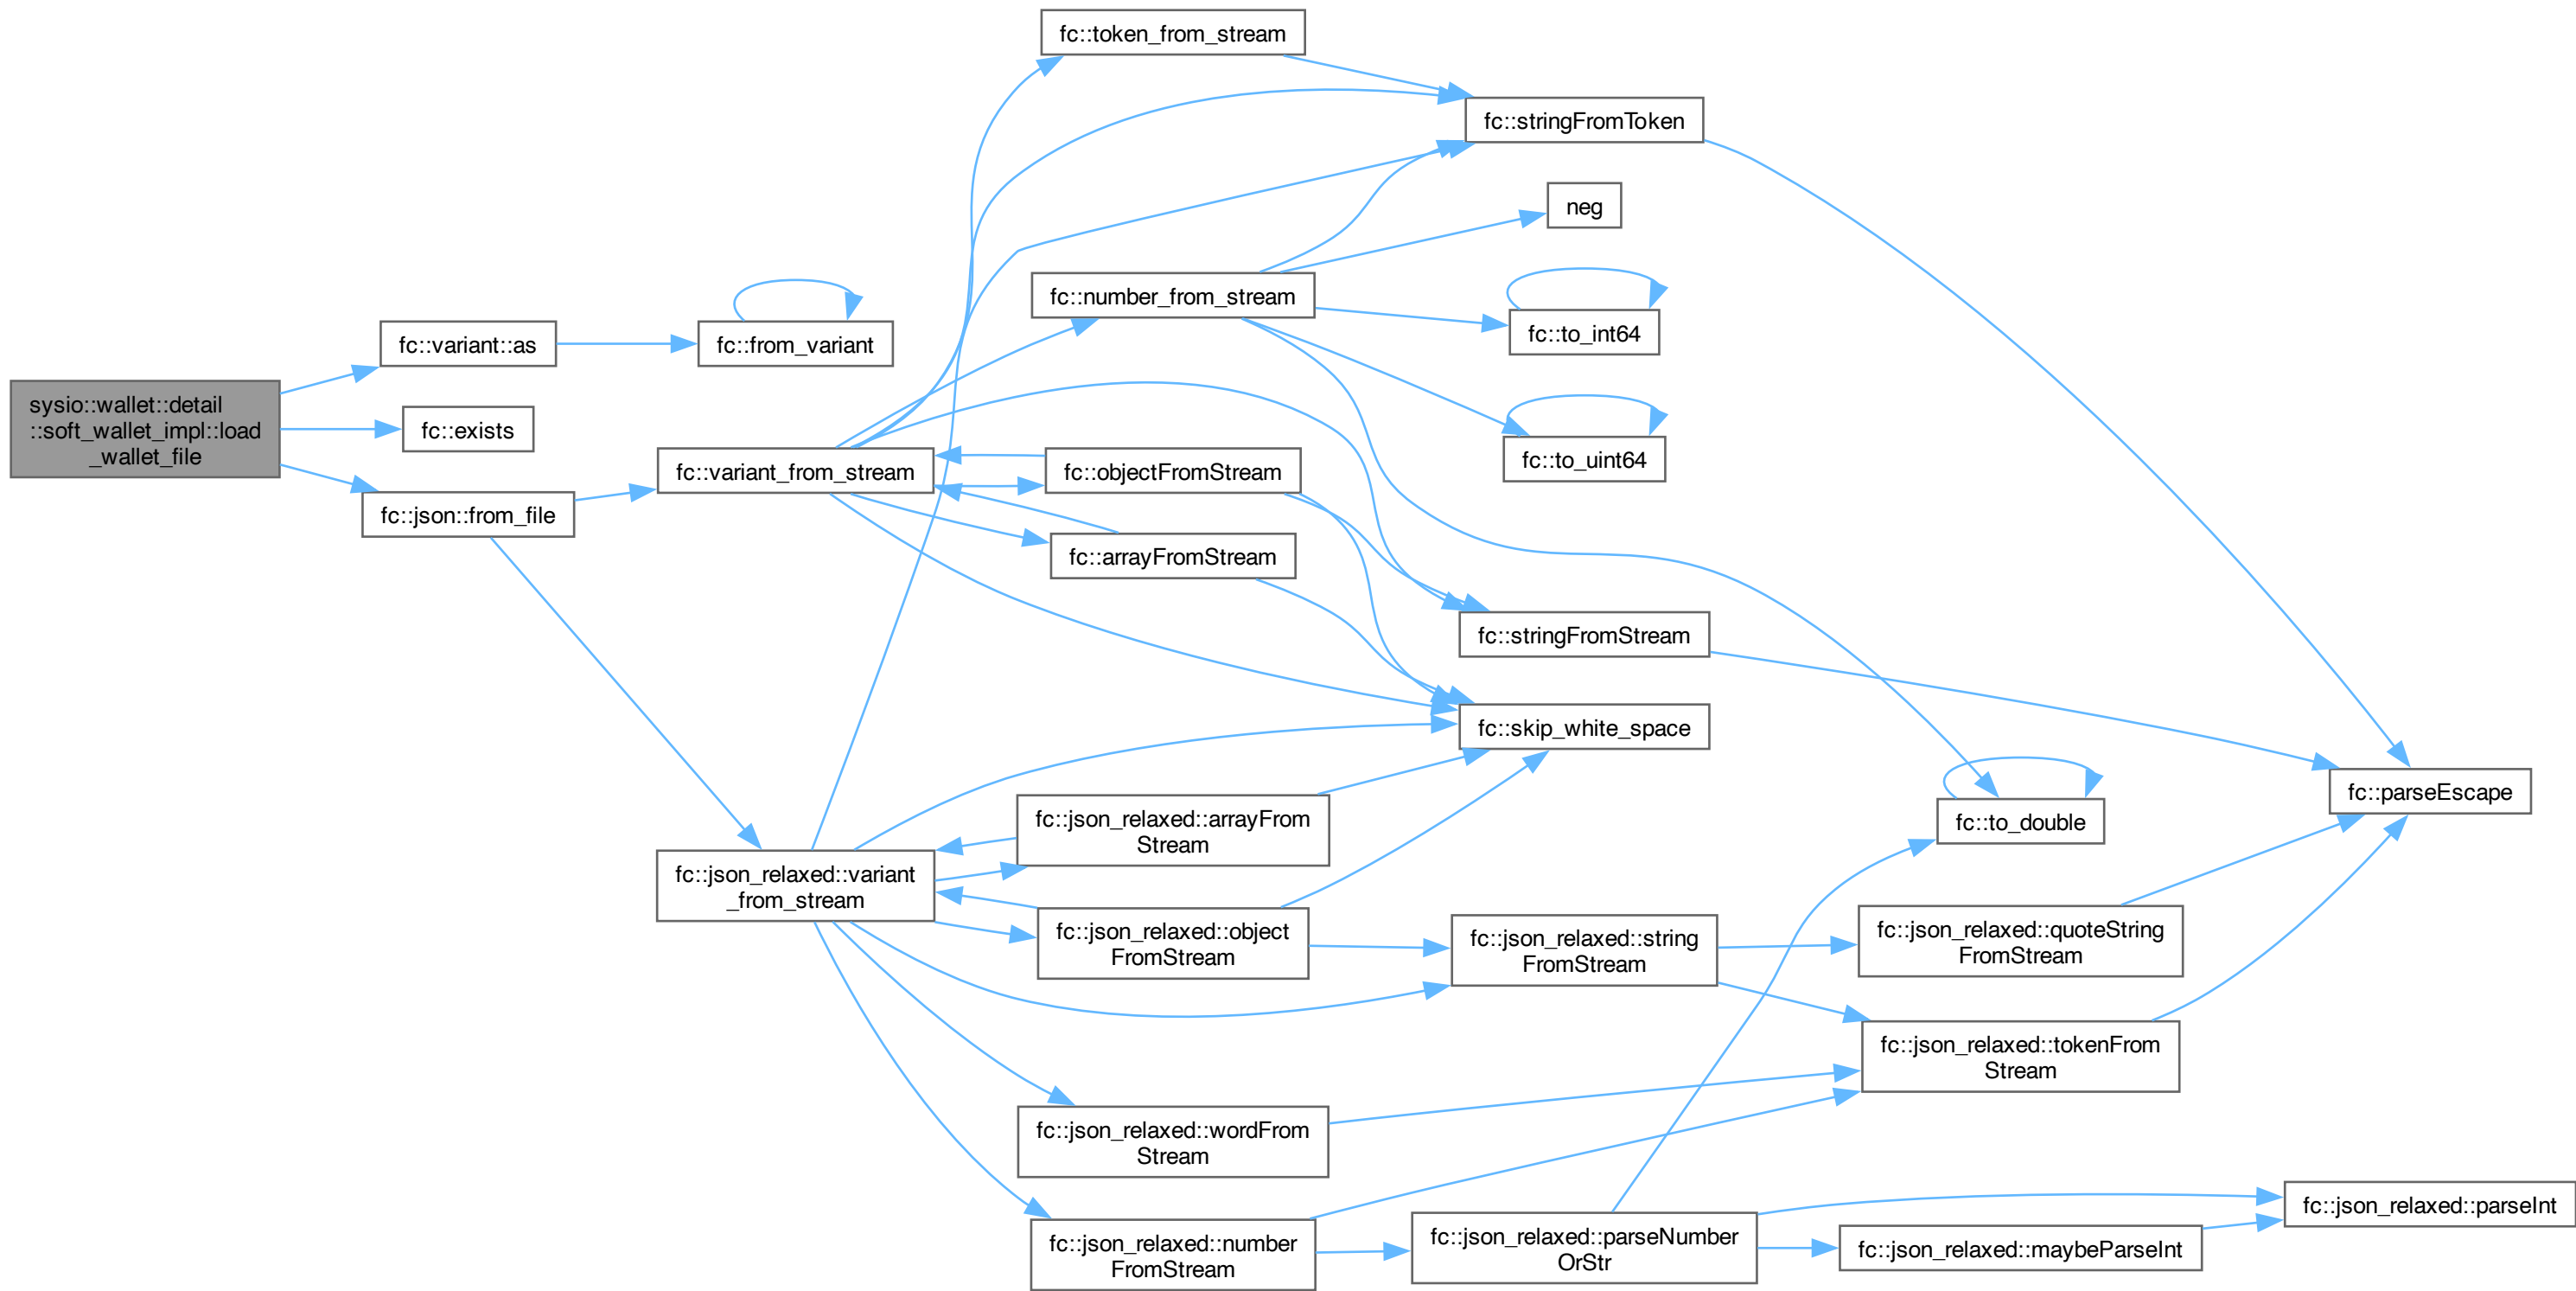 fc::token_from_stream
fc::stringFromToken
neg
fc::number_from_stream
fc::to_int64
fc::variant::as
fc::from_variant
sysio::wallet::detail
::soft_wallet_impl::load
_wallet_file
fc::exists
fc::to_uint64
fc::variant_from_stream
fc::objectFromStream
fc::json::from_file
fc::arrayFromStream
fc::stringFromStream
fc::skip_white_space
fc::parseEscape
fc::to_double
fc::json_relaxed::arrayFrom
Stream
fc::json_relaxed::variant
_from_stream
fc::json_relaxed::object
FromStream
fc::json_relaxed::string
FromStream
fc::json_relaxed::quoteString
FromStream
fc::json_relaxed::tokenFrom
Stream
fc::json_relaxed::wordFrom
Stream
fc::json_relaxed::parseInt
fc::json_relaxed::number
FromStream
fc::json_relaxed::parseNumber
OrStr
fc::json_relaxed::maybeParseInt